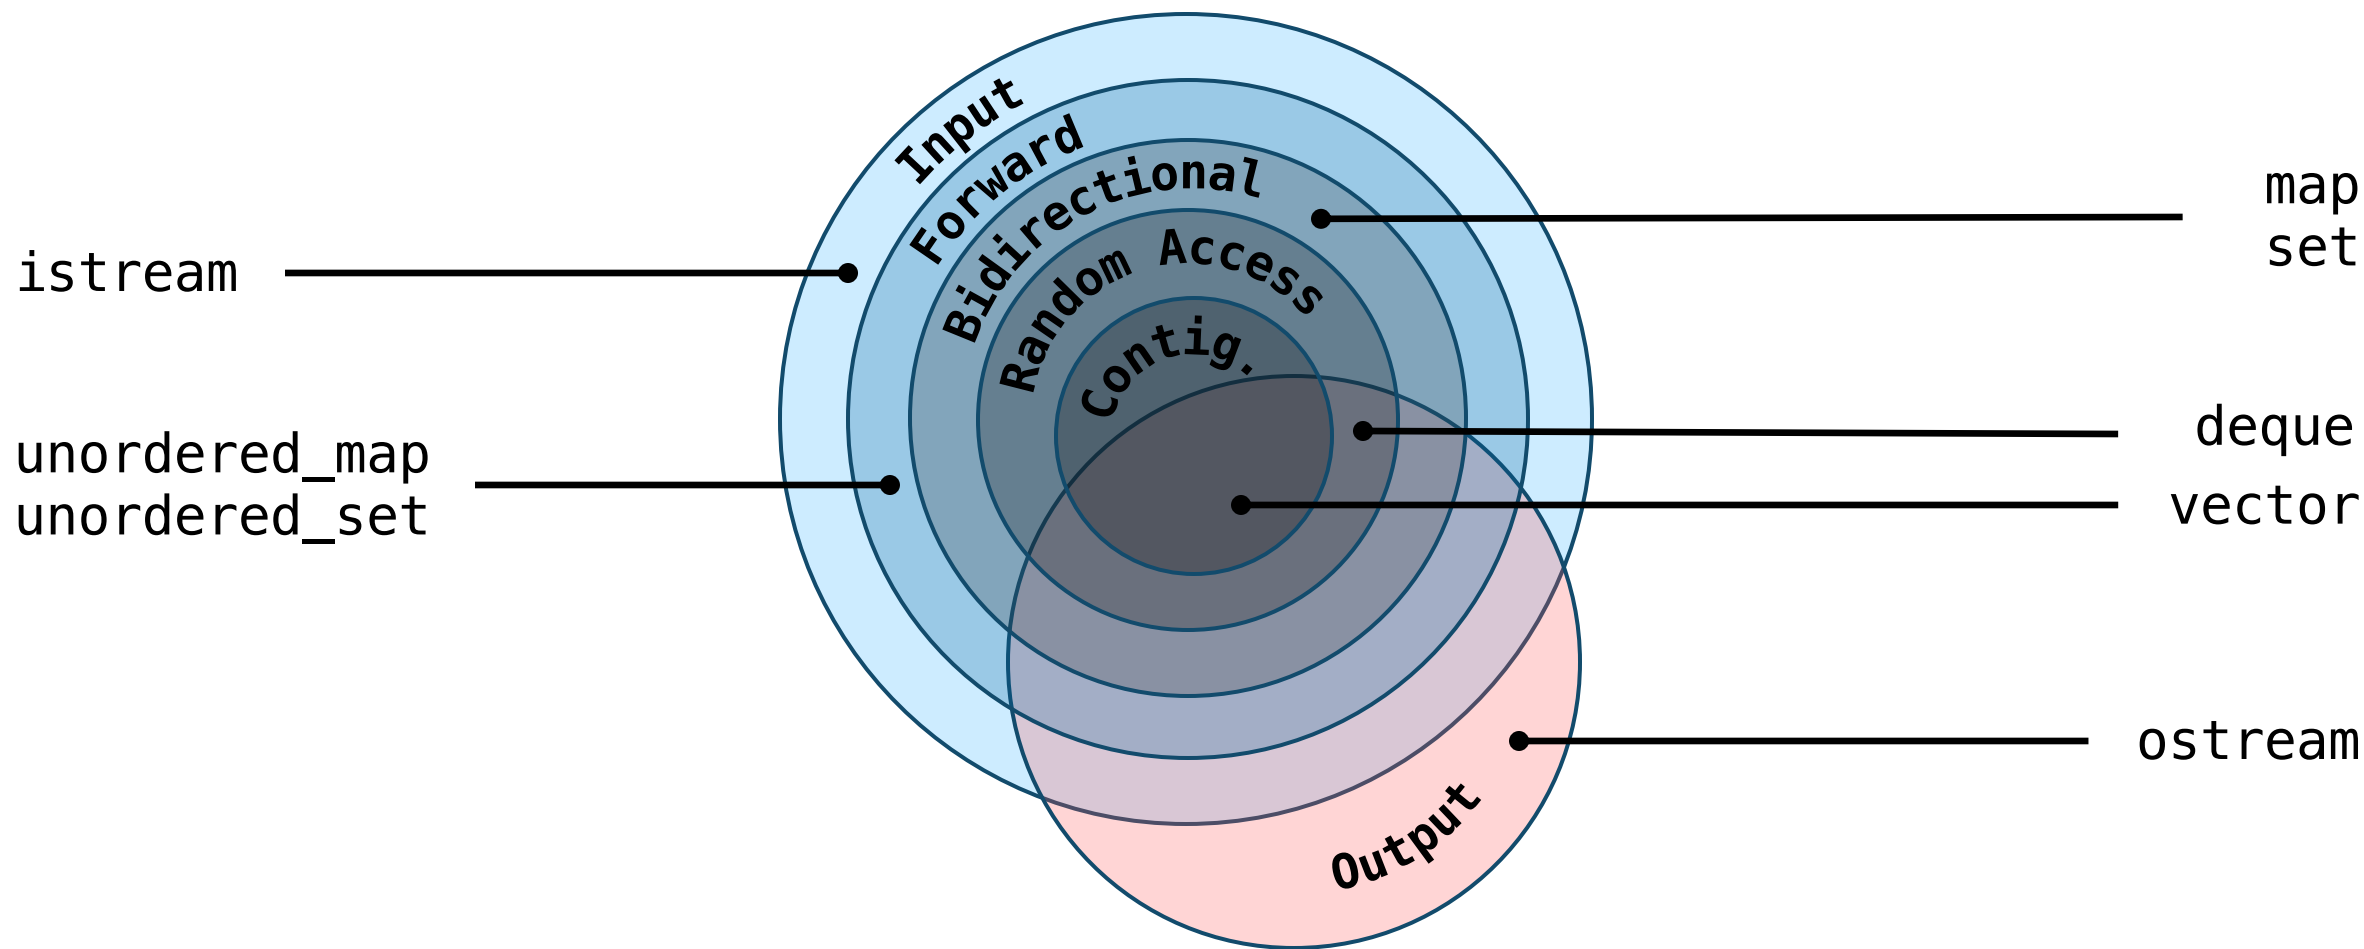 Input
Forward
Bidirectional
Random Access
Contig.
Output
istream
unordered_map
unordered_set
map
set
deque
vector
ostream